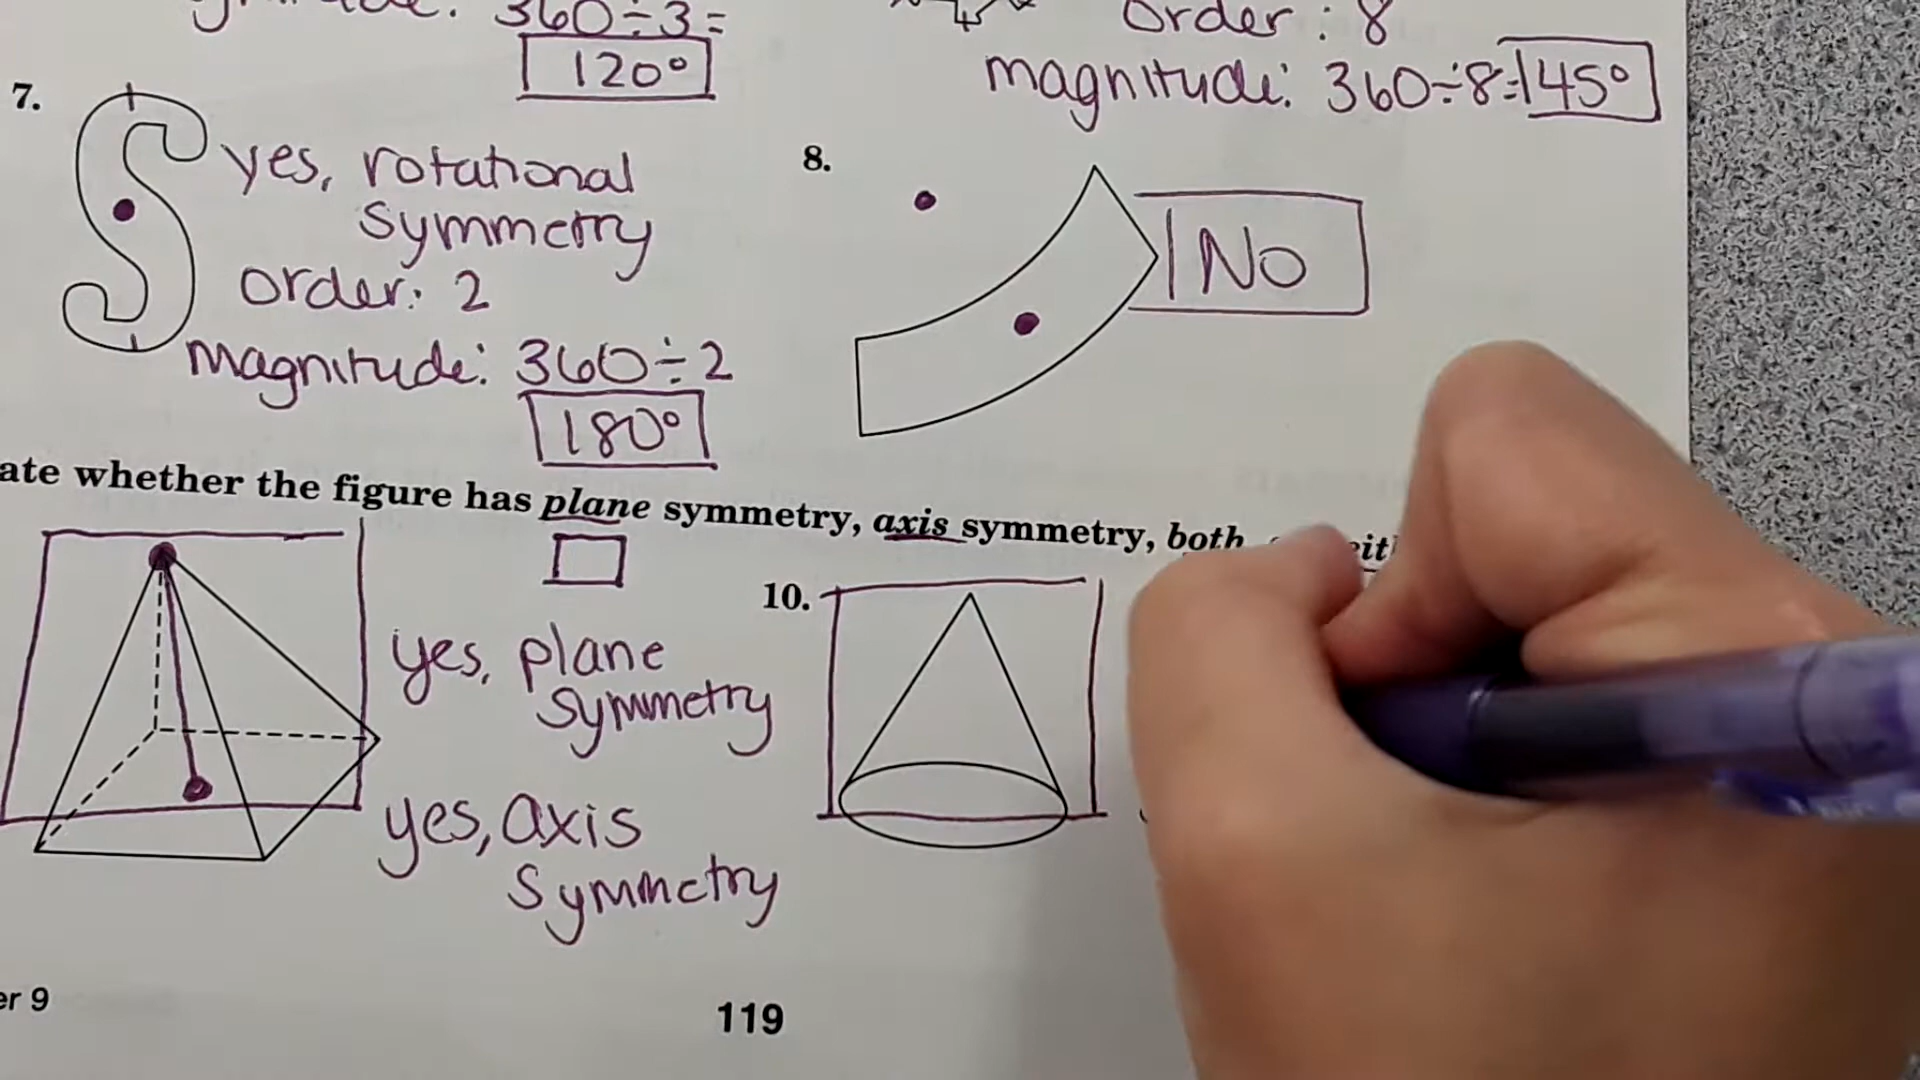 360÷3=
120°
order: 8
magnitude: 360÷8= 45°
7.
yes, rotational
symmetry
order: 2
magnitude: 360÷2
180°
8.
No
ate whether the figure has plane symmetry, axis symmetry, both
yes, plane
symmetry
yes, axis
symmetry
10.
er 9
119